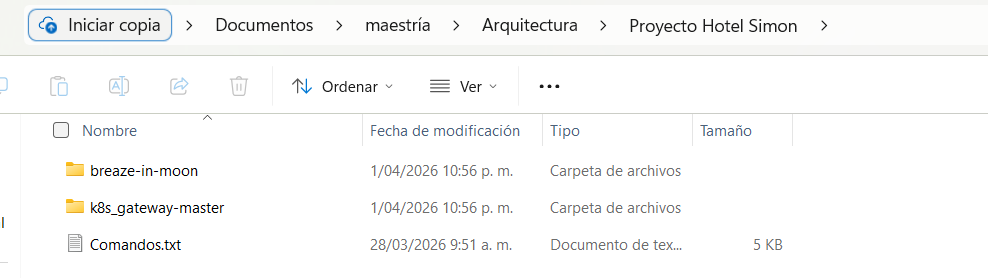 Iniciar copia > Documentos > maestría > Arquitectura > Proyecto Hotel Simon >
Ordenar Ver ...
Nombre Fecha de modificación Tipo Tamaño
breaze-in-moon 1/04/2026 10:56 p. m. Carpeta de archivos
k8s_gateway-master 1/04/2026 10:56 p. m. Carpeta de archivos
Comandos.txt 28/03/2026 9:51 a. m. Documento de tex... 5 KB